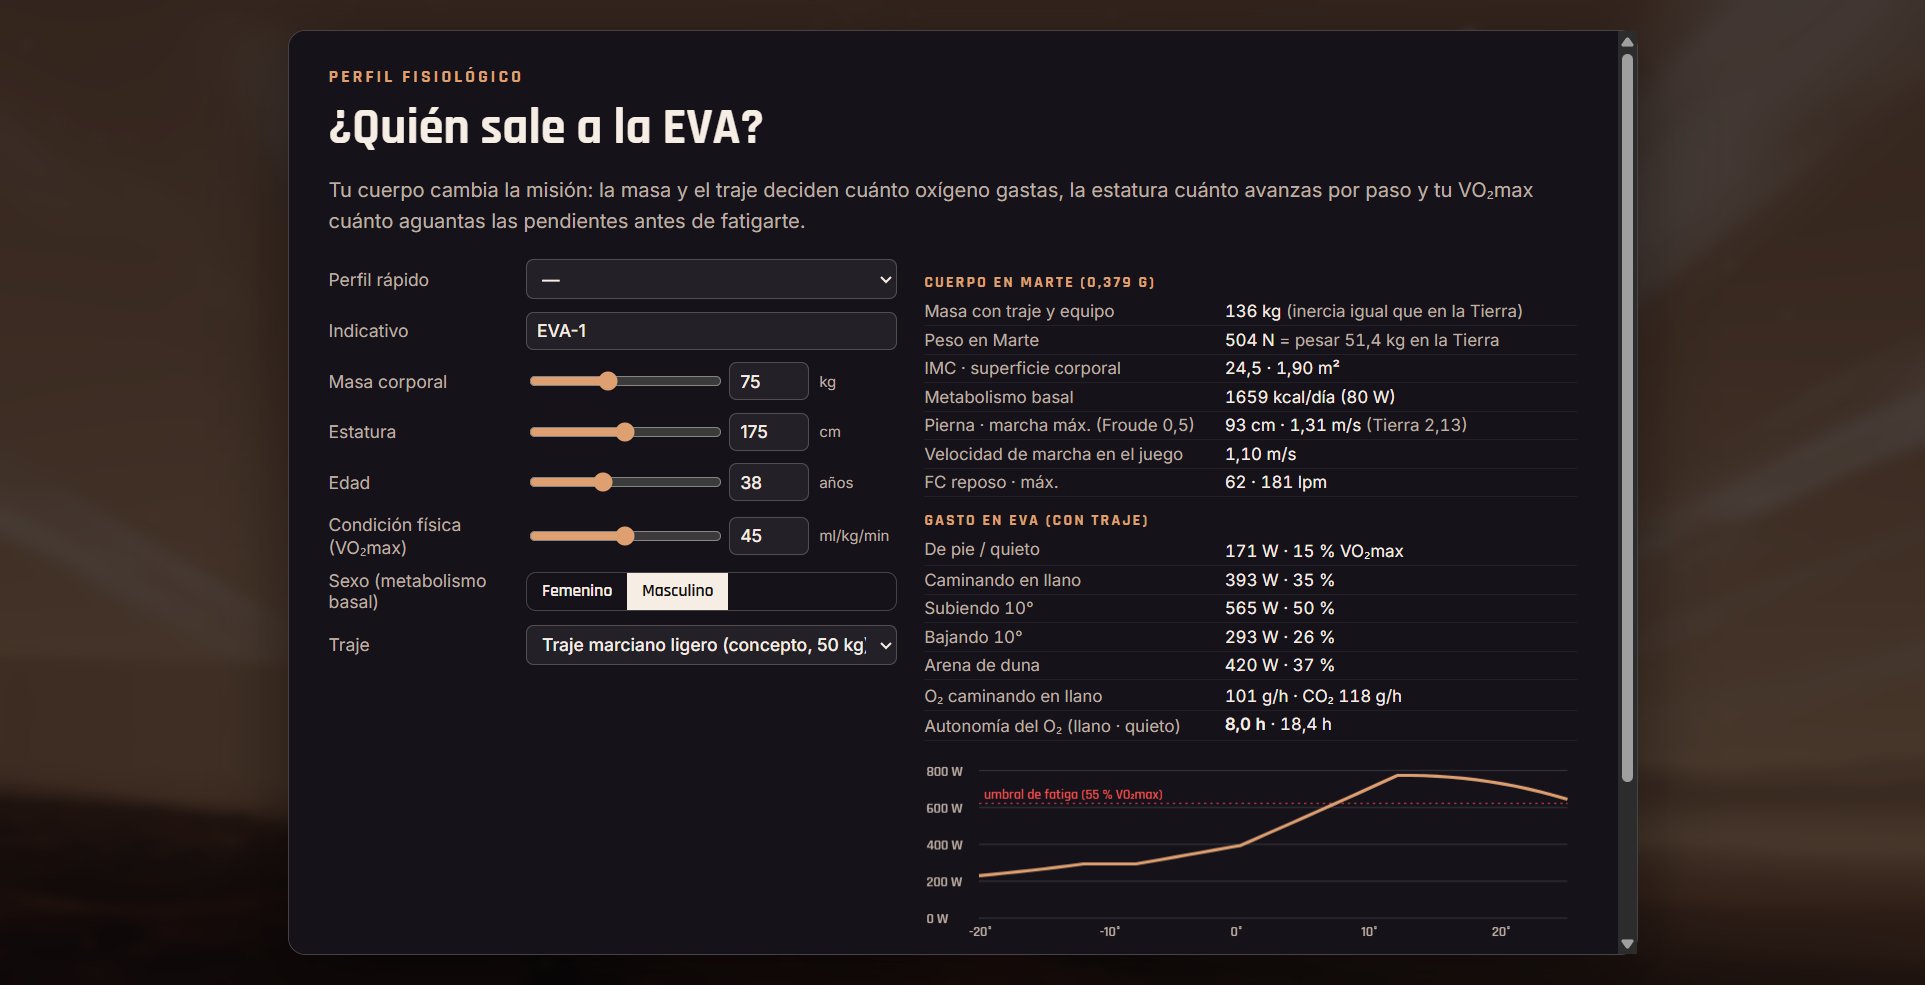 PERFIL FISIOLÓGICO
¿Quién sale a la EVA?
Tu cuerpo cambia la misión: la masa y el traje deciden cuánto oxígeno gastas, la estatura cuánto avanzas por paso y tu VO₂max
cuánto aguantas las pendientes antes de fatigarte.
Perfil rápido —
Indicativo EVA-1
Masa corporal 75 kg
Estatura 175 cm
Edad 38 años
Condición física
(VO₂max) 45 ml/kg/min
Sexo (metabolismo
basal) Femenino Masculino
Traje Traje marciano ligero (concepto, 50 kg)
CUERPO EN MARTE (0,379 G)
Masa con traje y equipo 136 kg (inercia igual que en la Tierra)
Peso en Marte 504 N = pesar 51,4 kg en la Tierra
IMC · superficie corporal 24,5 · 1,90 m²
Metabolismo basal 1659 kcal/día (80 W)
Pierna · marcha máx. (Froude 0,5) 93 cm · 1,31 m/s (Tierra 2,13)
Velocidad de marcha en el juego 1,10 m/s
FC reposo · máx. 62 · 181 lpm
GASTO EN EVA (CON TRAJE)
De pie / quieto 171 W · 15 % VO₂max
Caminando en llano 393 W · 35 %
Subiendo 10° 565 W · 50 %
Bajando 10° 293 W · 26 %
Arena de duna 420 W · 37 %
O₂ caminando en llano 101 g/h · CO₂ 118 g/h
Autonomía del O₂ (llano · quieto) 8,0 h · 18,4 h
800 W
umbral de fatiga (55 % VO₂max)
600 W
400 W
200 W
0 W
-20° -10° 0° 10° 20°